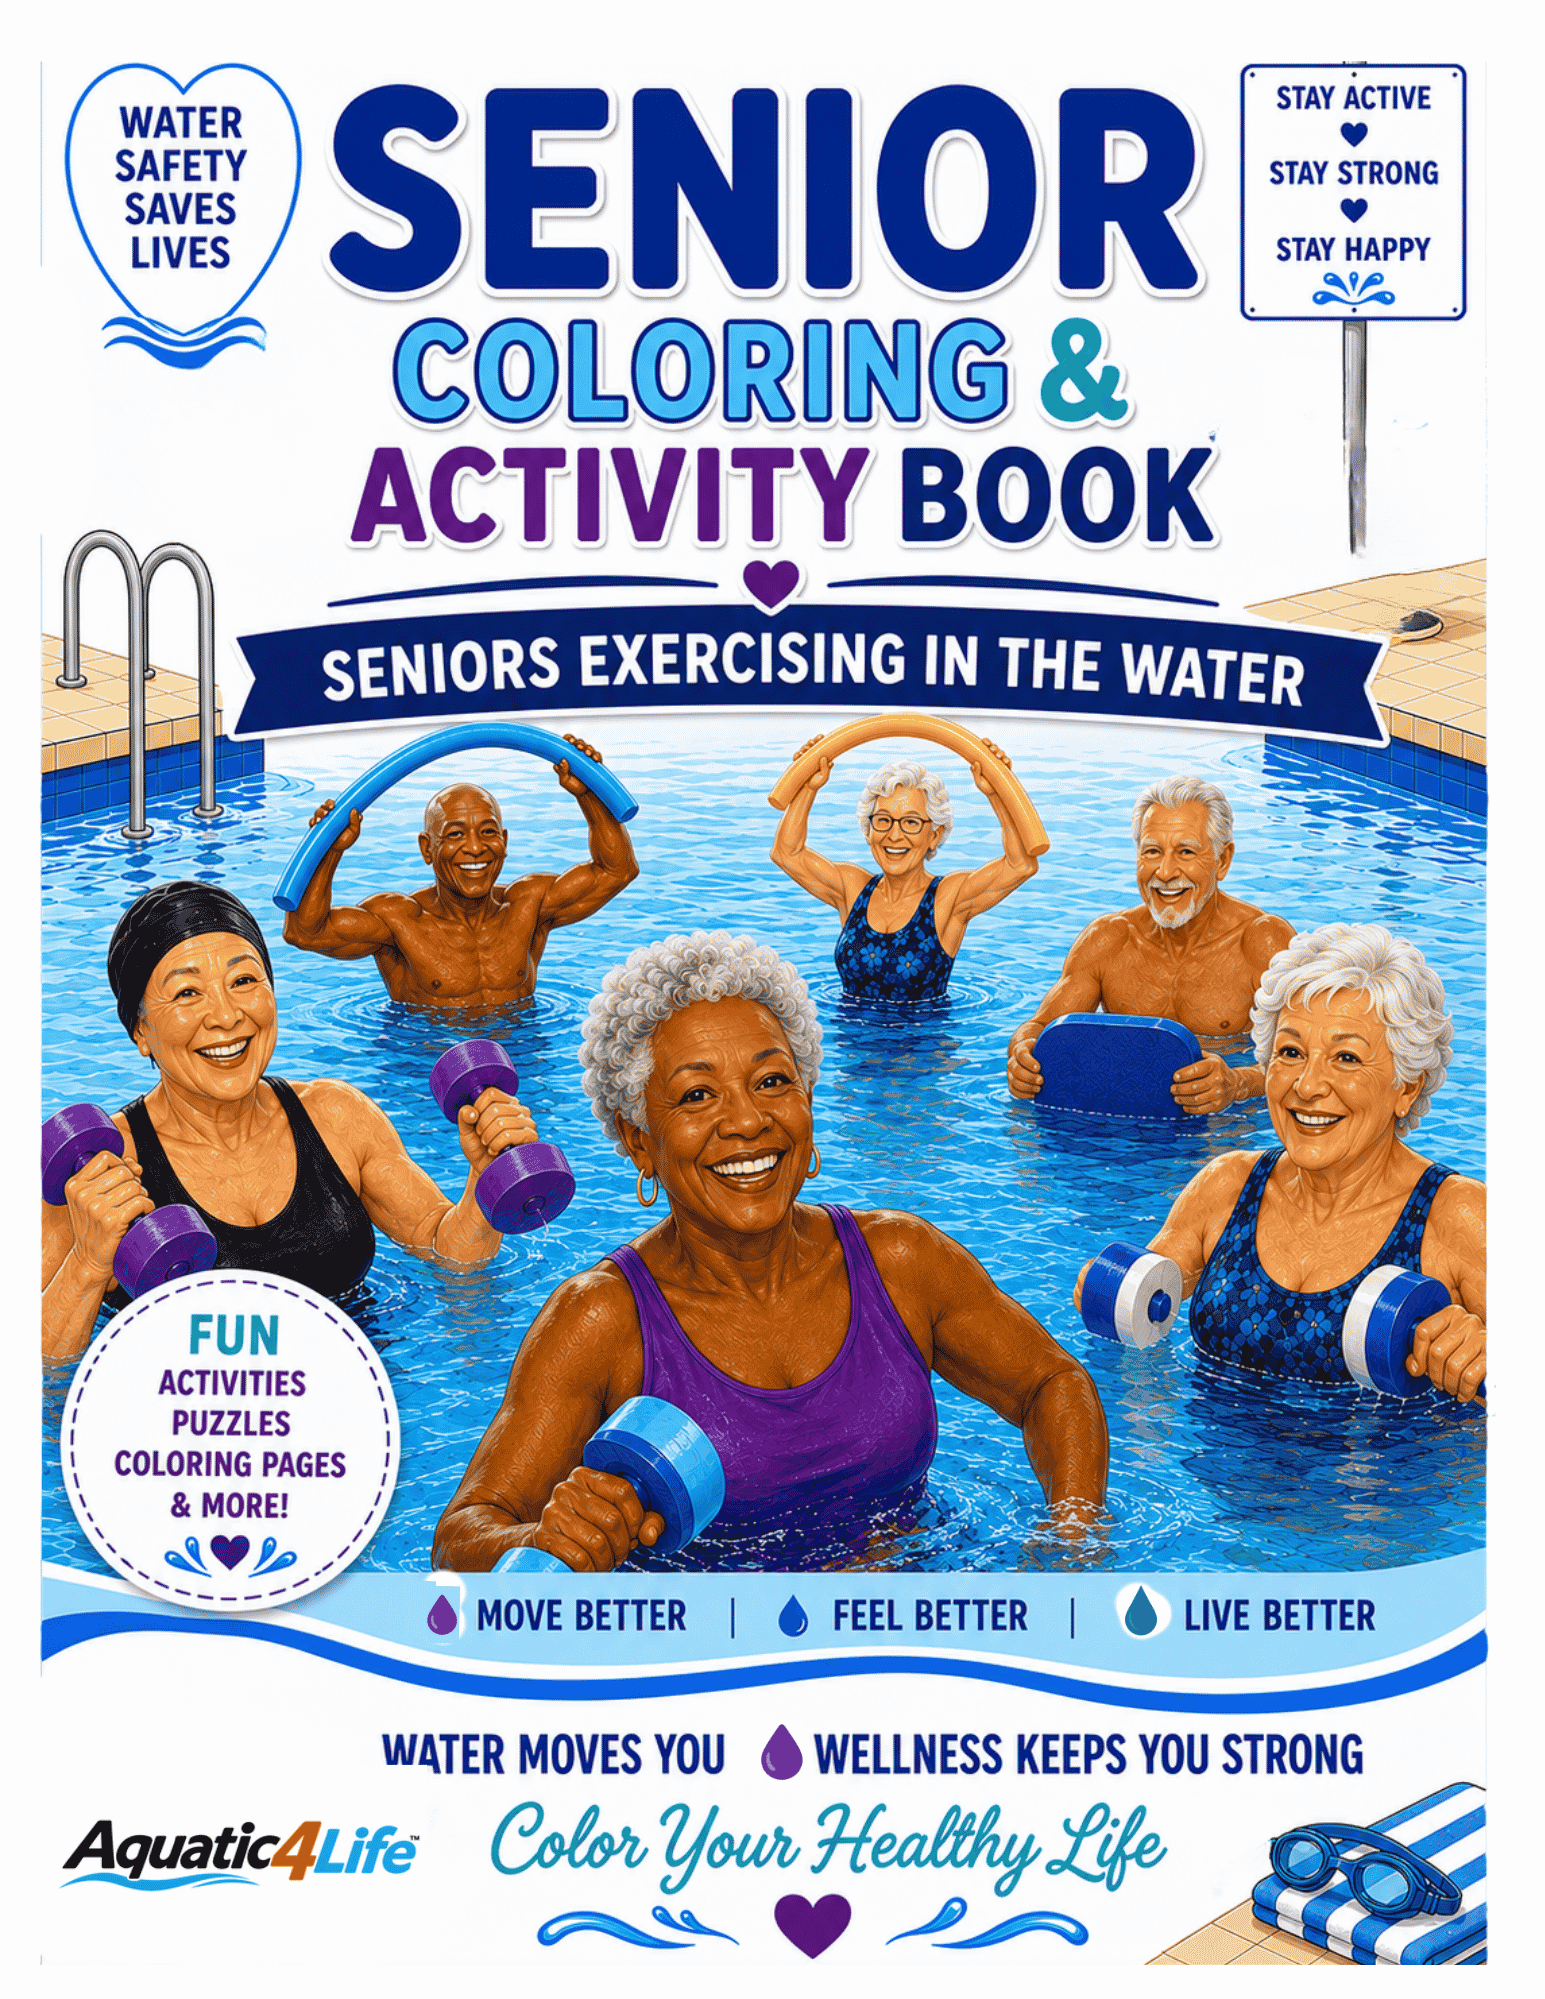 WATER
SAFETY
SAVES
LIVES
SENIOR
COLORING &
ACTIVITY BOOK
STAY ACTIVE
STAY STRONG
STAY HAPPY
SENIORS EXERCISING IN THE WATER
FUN
ACTIVITIES
PUZZLES
COLORING PAGES
& MORE!
MOVE BETTER | FEEL BETTER | LIVE BETTER
WATER MOVES YOU WELLNESS KEEPS YOU STRONG
Aquatic4Life™
Color Your Healthy Life